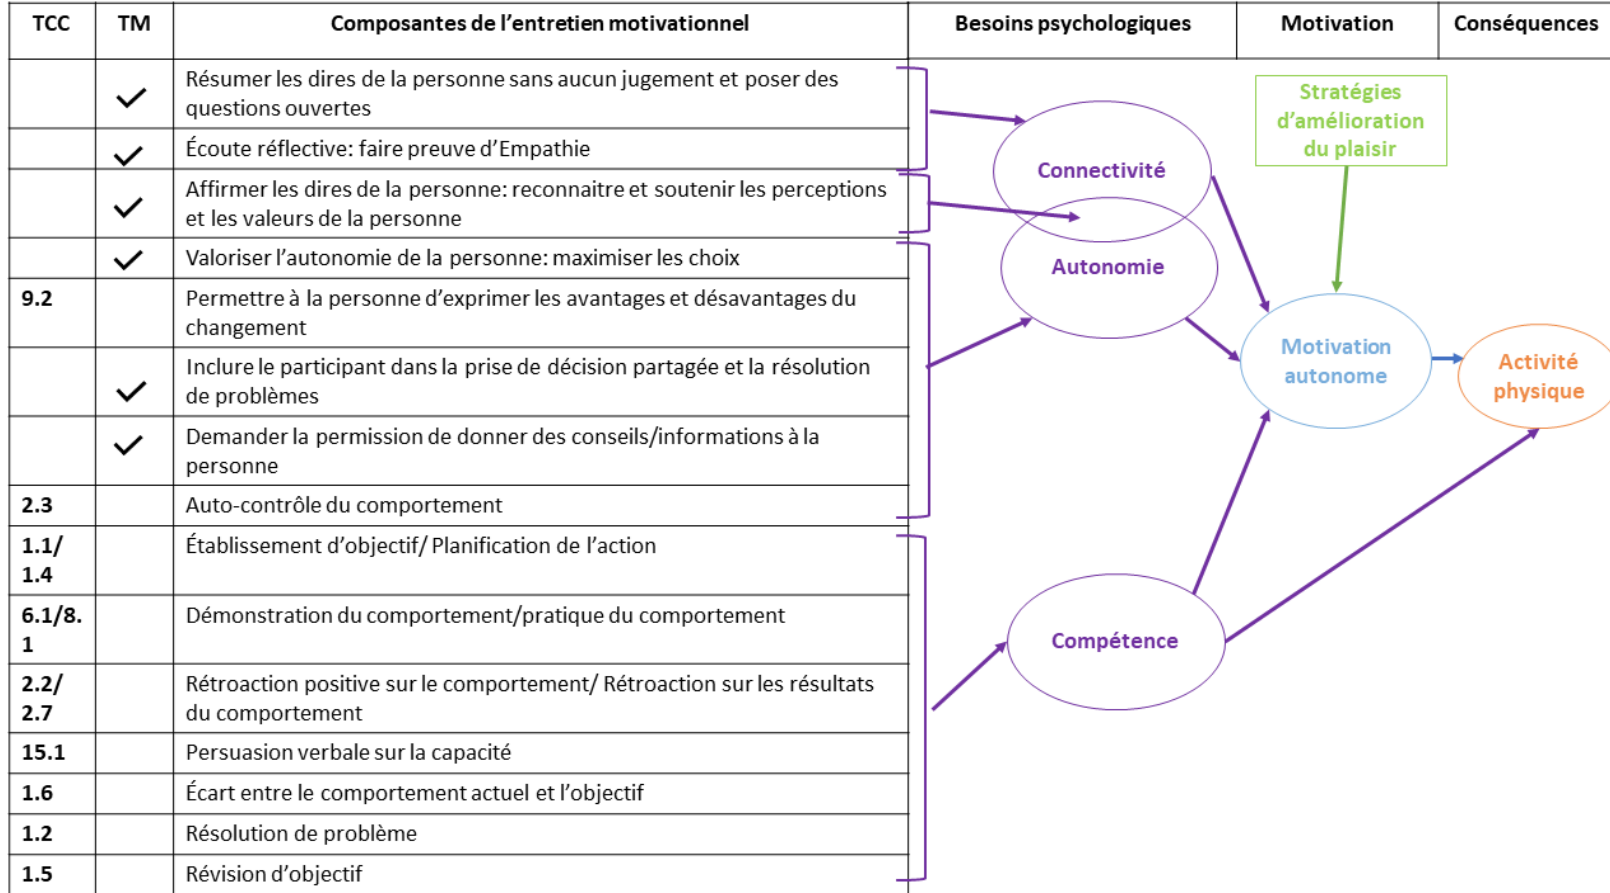 TCC TM Composantes de l'entretien motivationnel Besoins psychologiques Motivation Conséquences
✓ Résumer les dires de la personne sans aucun jugement et poser des
questions ouvertes
✓ Écoute réflective: faire preuve d'Empathie
✓ Affirmer les dires de la personne: reconnaitre et soutenir les perceptions
et les valeurs de la personne
✓ Valoriser l'autonomie de la personne: maximiser les choix
9.2 Permettre à la personne d'exprimer les avantages et désavantages du
changement
✓ Inclure le participant dans la prise de décision partagée et la résolution
de problèmes
✓ Demander la permission de donner des conseils/informations à la
personne
2.3 Auto-contrôle du comportement
1.1/ Établissement d'objectif/ Planification de l'action
1.4
6.1/8. Démonstration du comportement/pratique du comportement
1
2.2/ Rétroaction positive sur le comportement/ Rétroaction sur les résultats
2.7 du comportement
15.1 Persuasion verbale sur la capacité
1.6 Écart entre le comportement actuel et l'objectif
1.2 Résolution de problème
1.5 Révision d'objectif
Connectivité
Autonomie
Compétence
Stratégies
d'amélioration
du plaisir
Motivation
autonome
Activité
physique